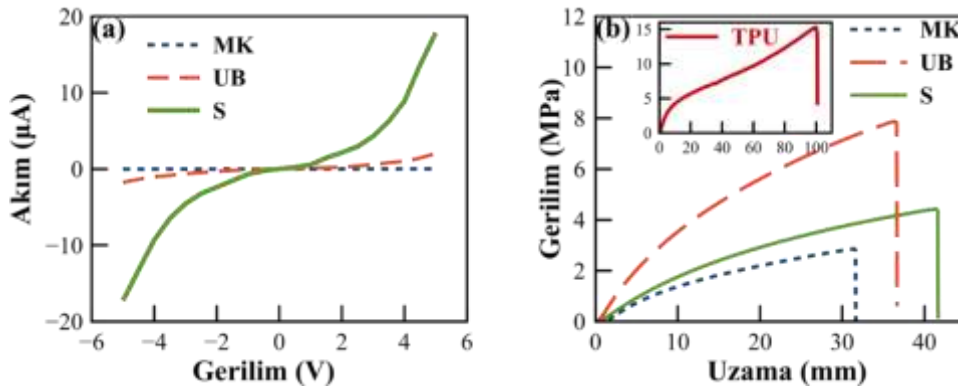 (a)
MK
UB
S
Akım (µA)
20
10
0
−10
−20
−6 −4 −2 0 2 4 6
Gerilim (V)
(b)
MK
UB
S
TPU
15
10
5
0
0 20 40 60 80 100
Gerilim (MPa)
12
10
8
6
4
2
0
0 10 20 30 40
Uzama (mm)